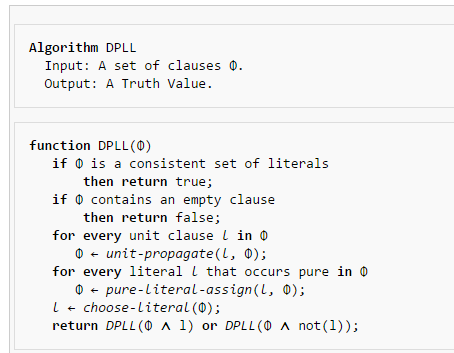 Algorithm DPLL
Input: A set of clauses Φ.
Output: A Truth Value.
function DPLL(Φ)
if Φ is a consistent set of literals
then return true;
if Φ contains an empty clause
then return false;
for every unit clause l in Φ
Φ ← unit-propagate(l, Φ);
for every literal l that occurs pure in Φ
Φ ← pure-literal-assign(l, Φ);
l ← choose-literal(Φ);
return DPLL(Φ ∧ l) or DPLL(Φ ∧ not(l));